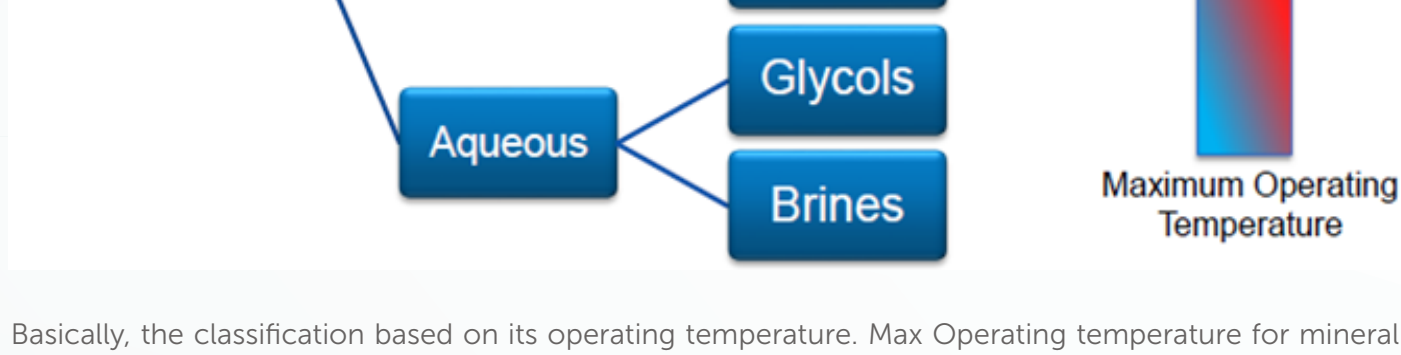 Glycols
Aqueous
Brines
Maximum Operating
Temperature
Basically, the classification based on its operating temperature. Max Operating temperature for mineral